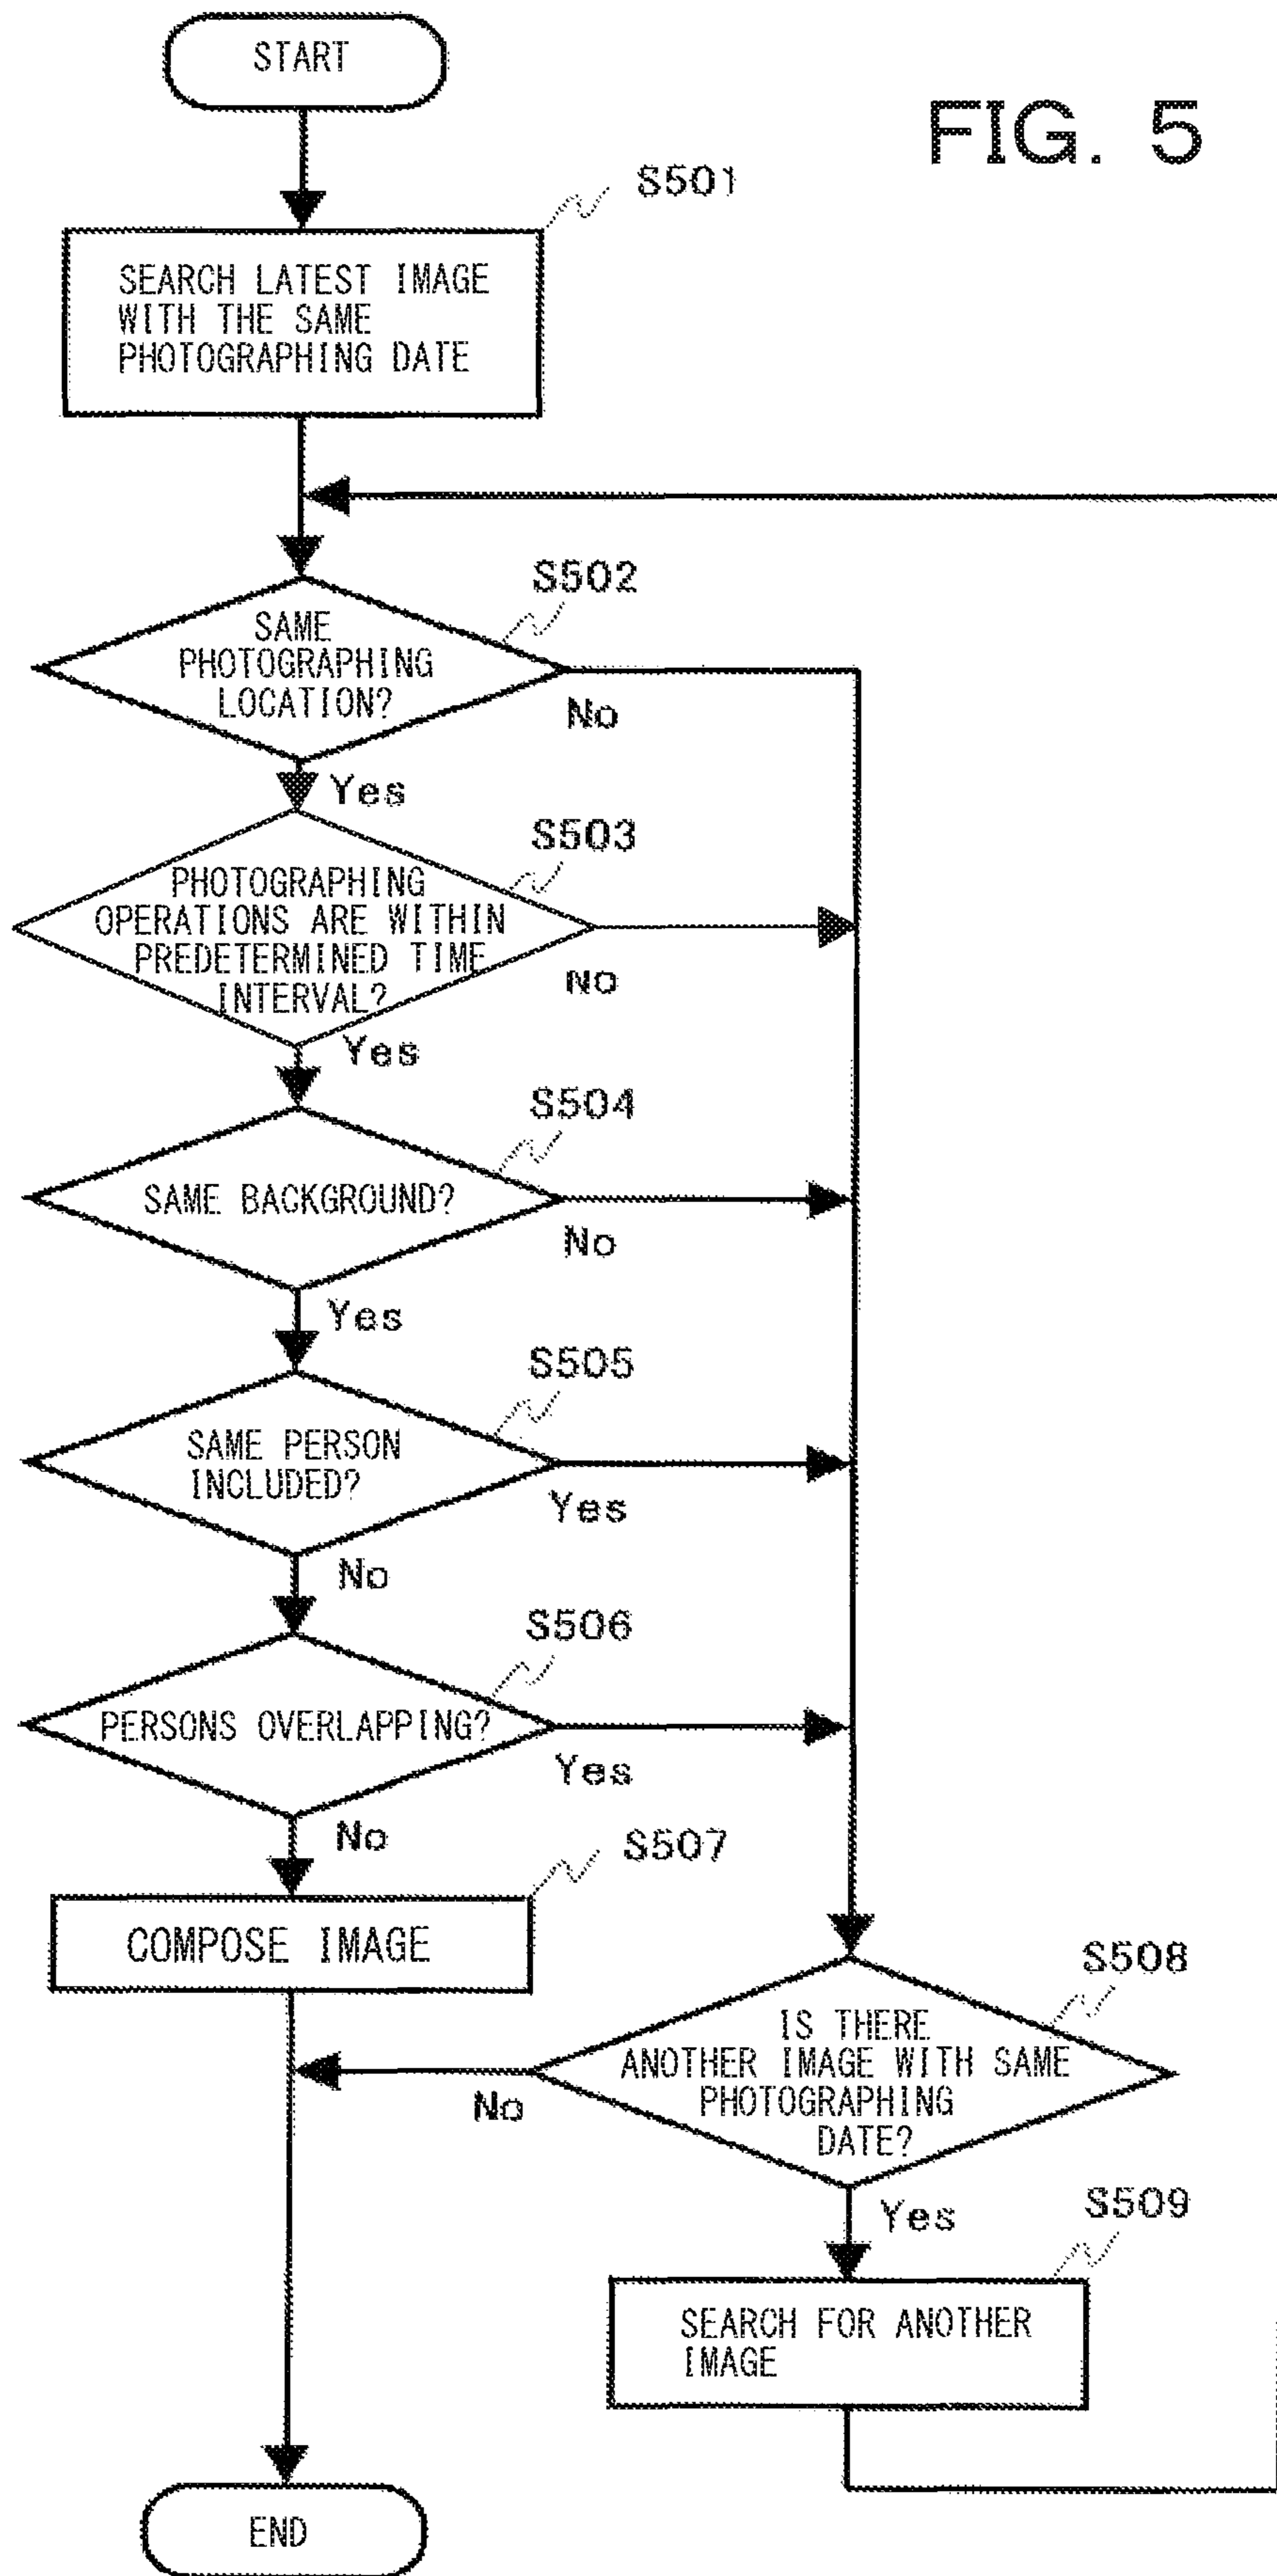 START
FIG. 5
S501
SEARCH LATEST IMAGE
WITH THE SAME
PHOTOGRAPHING DATE
S502
SAME
PHOTOGRAPHING
LOCATION?
No
Yes
S503
PHOTOGRAPHING
OPERATIONS ARE WITHIN
PREDETERMINED TIME
INTERVAL?
No
Yes
S504
SAME BACKGROUND?
No
Yes
S505
SAME PERSON
INCLUDED?
Yes
No
S506
PERSONS OVERLAPPING?
Yes
No
S507
COMPOSE IMAGE
S508
IS THERE
ANOTHER IMAGE WITH SAME
PHOTOGRAPHING
DATE?
No
Yes
S509
SEARCH FOR ANOTHER
IMAGE
END